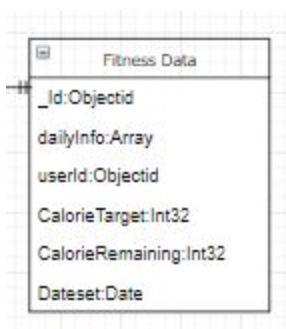 Fitness Data
_Id:Objectid
dailyInfo:Array
userId:Objectid
CalorieTarget:Int32
CalorieRemaining:Int32
Dateset:Date